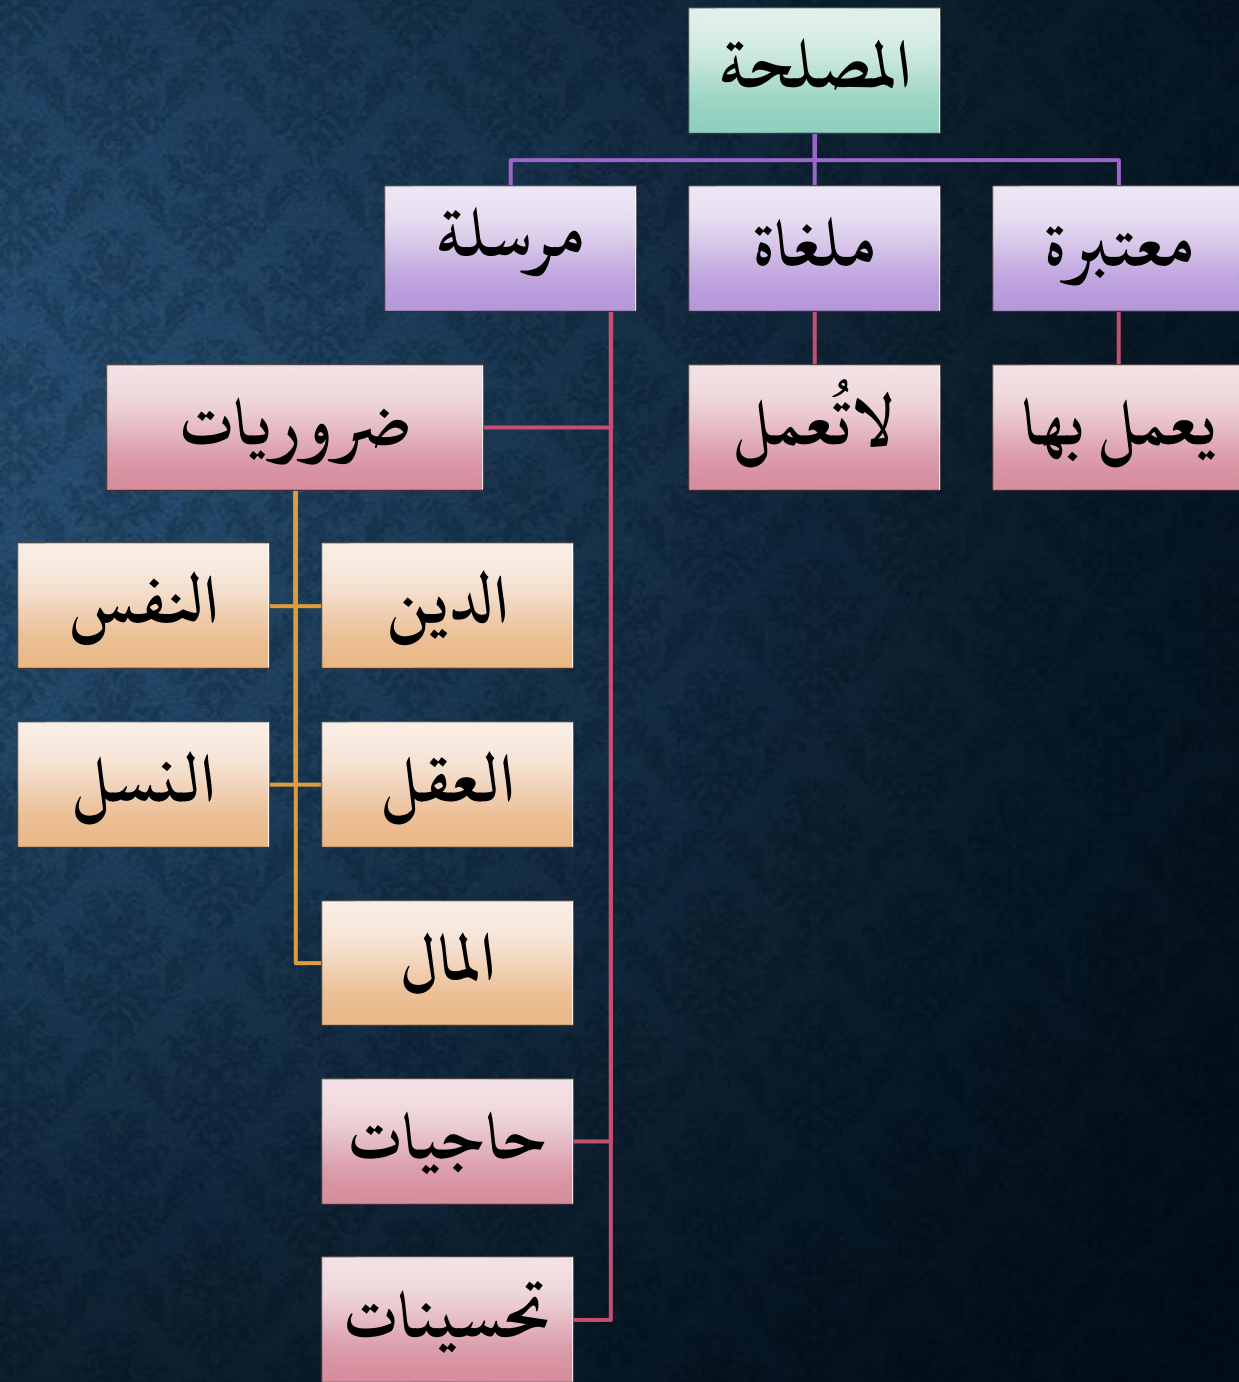 المصلحة
معتبرة
ملغاة
مرسلة
يعمل بها
لاتُعمل
ضروريات
الدين
النفس
العقل
النسل
المال
حاجيات
تحسينات